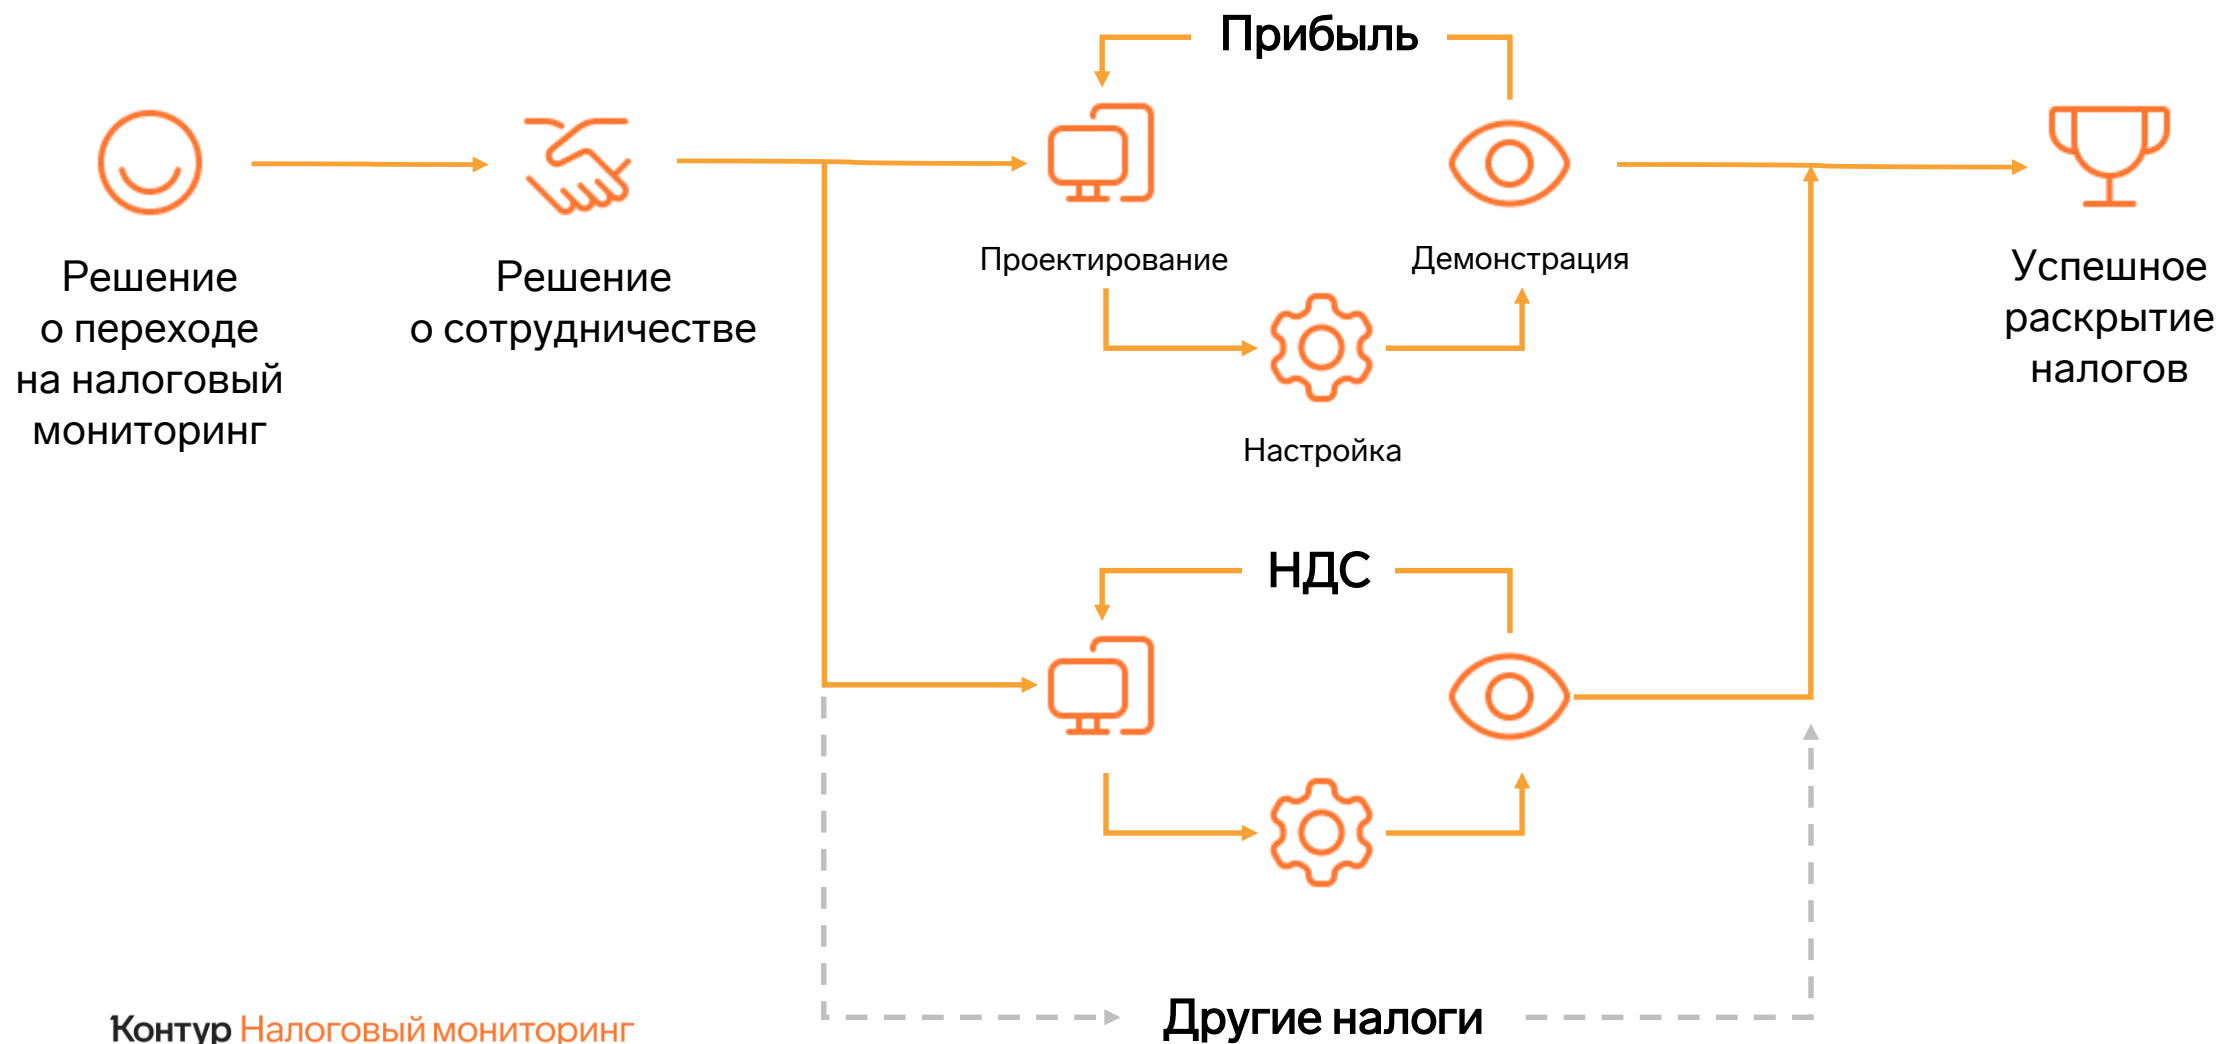 Прибыль
Решение
о переходе
на налоговый
мониторинг
Решение
о сотрудничестве
Проектирование
Демонстрация
Настройка
Успешное
раскрытие
налогов
НДС
Другие налоги
Контур Налоговый мониторинг